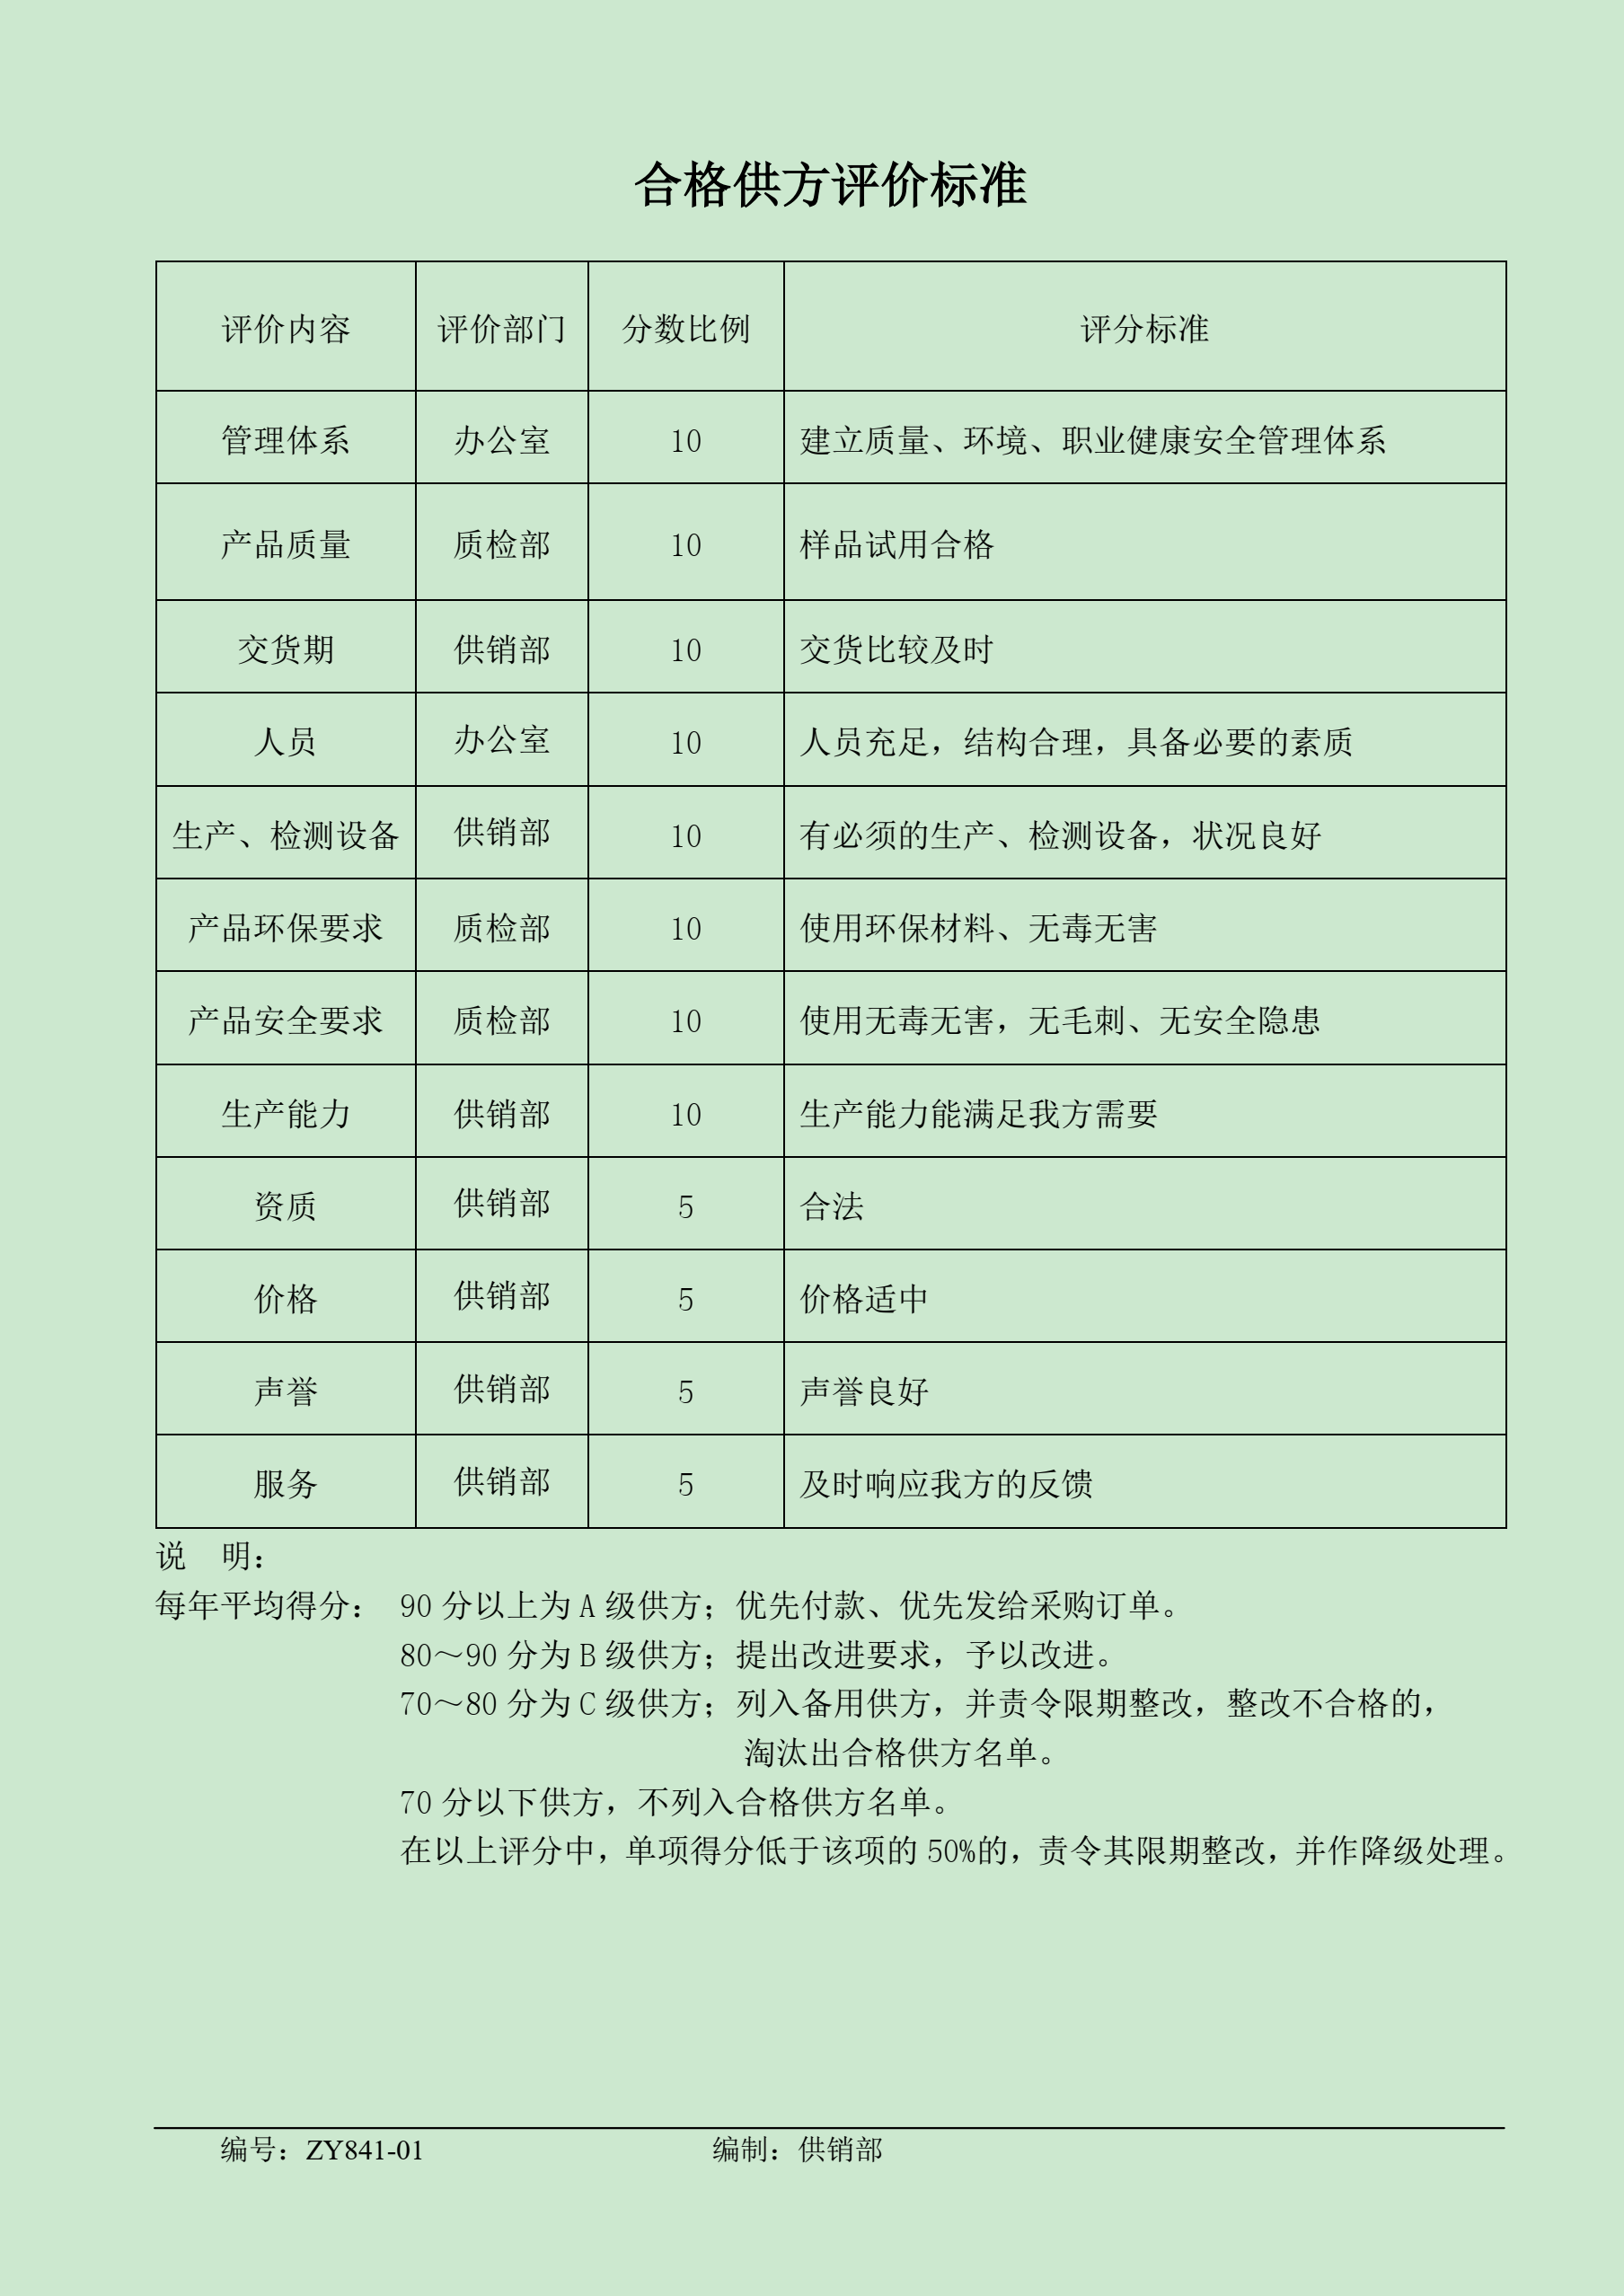 合格供方评价标准
评价内容 评价部门 分数比例 评分标准
管理体系 办公室 10 建立质量、环境、职业健康安全管理体系
产品质量 质检部 10 样品试用合格
交货期 供销部 10 交货比较及时
人员 办公室 10 人员充足，结构合理，具备必要的素质
生产、检测设备 供销部 10 有必须的生产、检测设备，状况良好
产品环保要求 质检部 10 使用环保材料、无毒无害
产品安全要求 质检部 10 使用无毒无害，无毛刺、无安全隐患
生产能力 供销部 10 生产能力能满足我方需要
资质 供销部 5 合法
价格 供销部 5 价格适中
声誉 供销部 5 声誉良好
服务 供销部 5 及时响应我方的反馈
说　明：
每年平均得分： 90 分以上为 A 级供方；优先付款、优先发给采购订单。
80～90 分为 B 级供方；提出改进要求，予以改进。
70～80 分为 C 级供方；列入备用供方，并责令限期整改，整改不合格的，
淘汰出合格供方名单。
70 分以下供方，不列入合格供方名单。
在以上评分中，单项得分低于该项的 50%的，责令其限期整改，并作降级处理。
编号：ZY841-01 编制：供销部